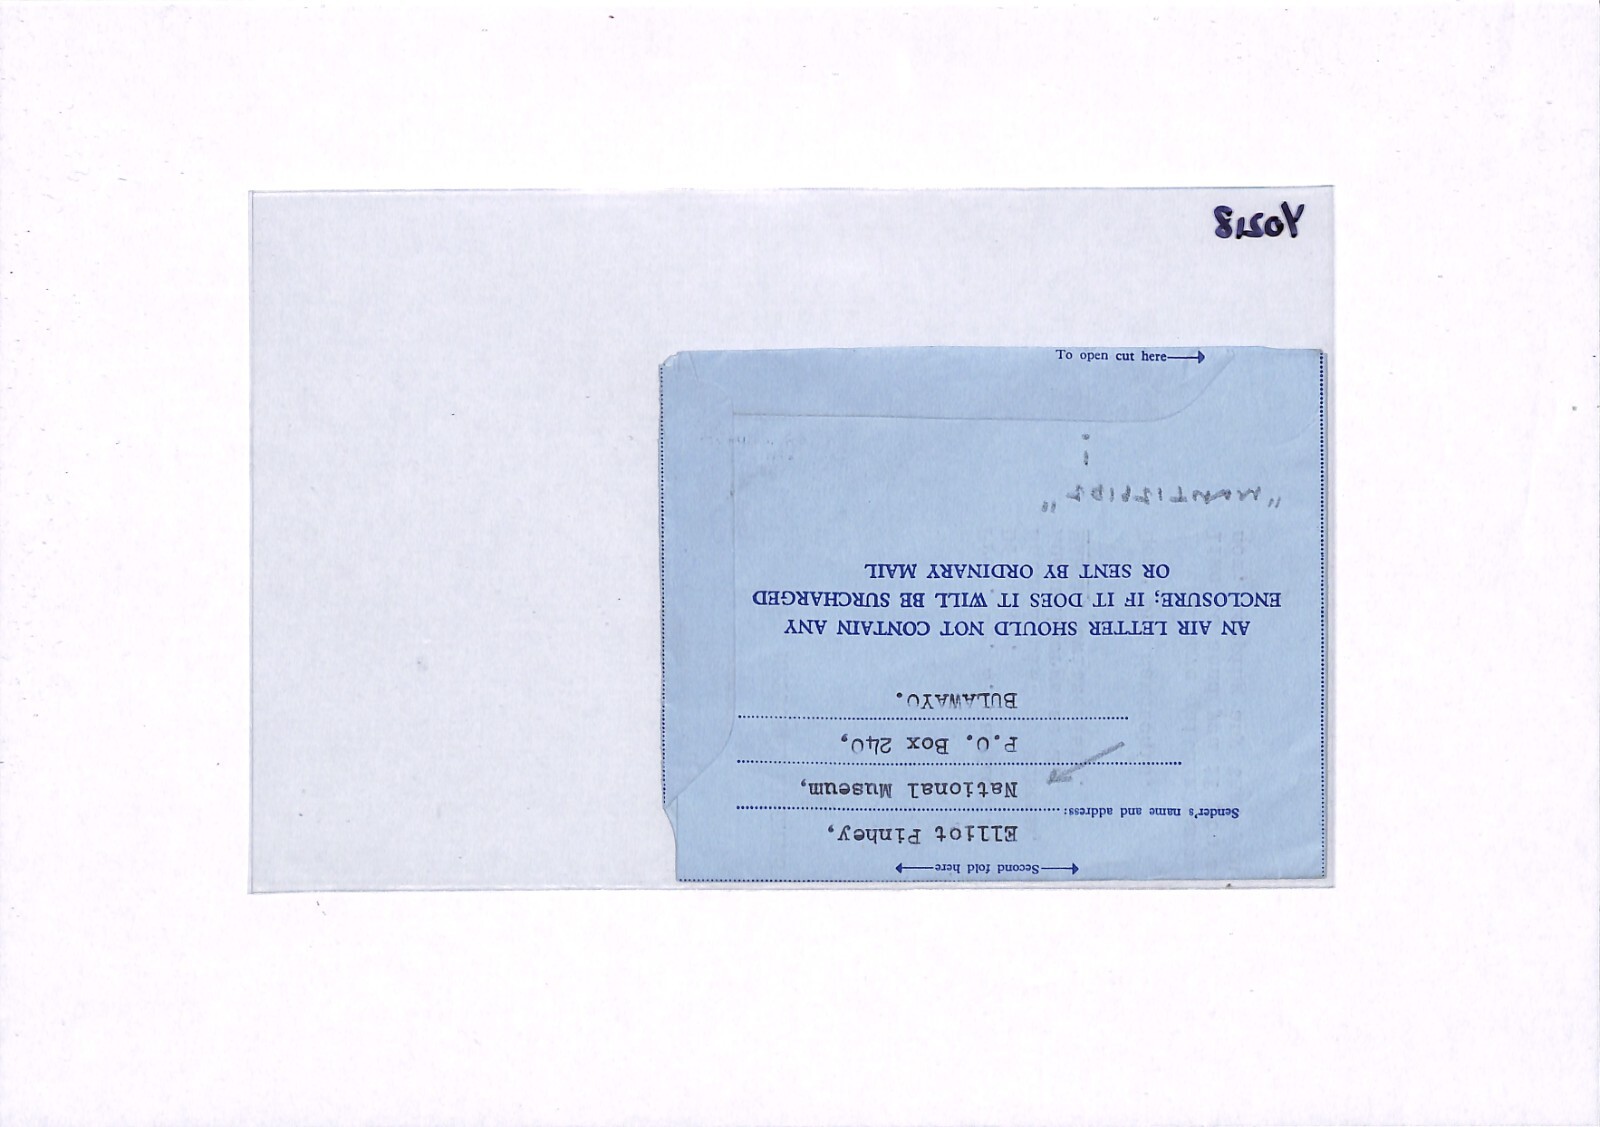 YO218
To open cut here
Second fold here
Elliot Pinhey,
Sender's name and address:
National Museum,
P.O. Box 240,
BULAWAYO.
AN AIR LETTER SHOULD NOT CONTAIN ANY
ENCLOSURE; IF IT DOES IT WILL BE SURCHARGED
OR SENT BY ORDINARY MAIL